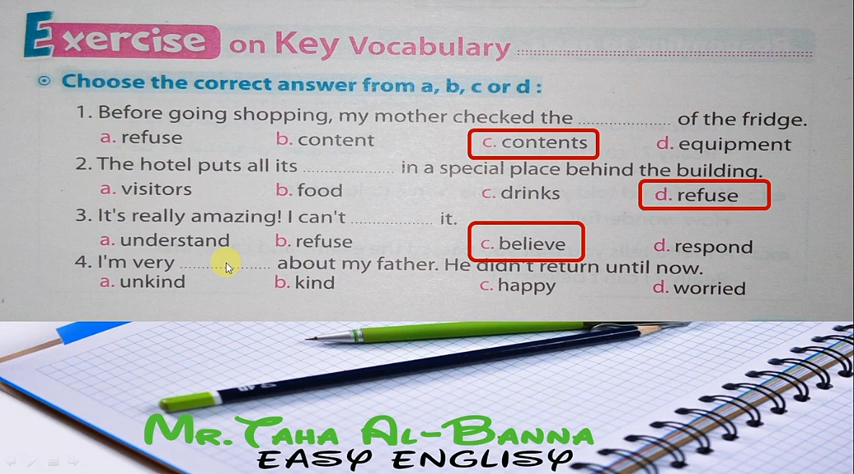 Exercise on Key Vocabulary
Choose the correct answer from a, b, c or d :
1. Before going shopping, my mother checked the .................... of the fridge.
a. refuse b. content c. contents d. equipment
2. The hotel puts all its .................... in a special place behind the building.
a. visitors b. food c. drinks d. refuse
3. It's really amazing! I can't .................... it.
a. understand b. refuse c. believe d. respond
4. I'm very .................... about my father. He didn't return until now.
a. unkind b. kind c. happy d. worried
MR.TAHA AL-BANNA
EASY ENGLISY